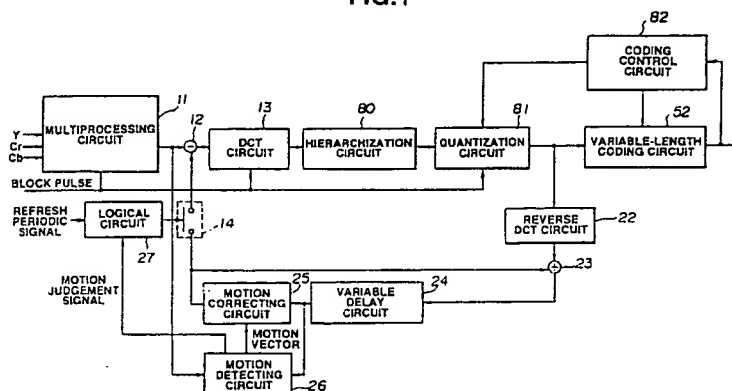 FIG.1
82
CODING
CONTROL
CIRCUIT
11
12
13
80
81
52
Y
Cr
Cb
MULTIPROCESSING
CIRCUIT
DCT
CIRCUIT
HIERARCHIZATION
CIRCUIT
QUANTIZATION
CIRCUIT
VARIABLE-LENGTH
CODING CIRCUIT
BLOCK PULSE
REFRESH
PERIODIC
SIGNAL
LOGICAL
CIRCUIT
27
14
REVERSE
DCT CIRCUIT
22
23
MOTION
JUDGEMENT
SIGNAL
25
MOTION
CORRECTING
CIRCUIT
24
VARIABLE
DELAY
CIRCUIT
MOTION
VECTOR
MOTION
DETECTING
CIRCUIT
26